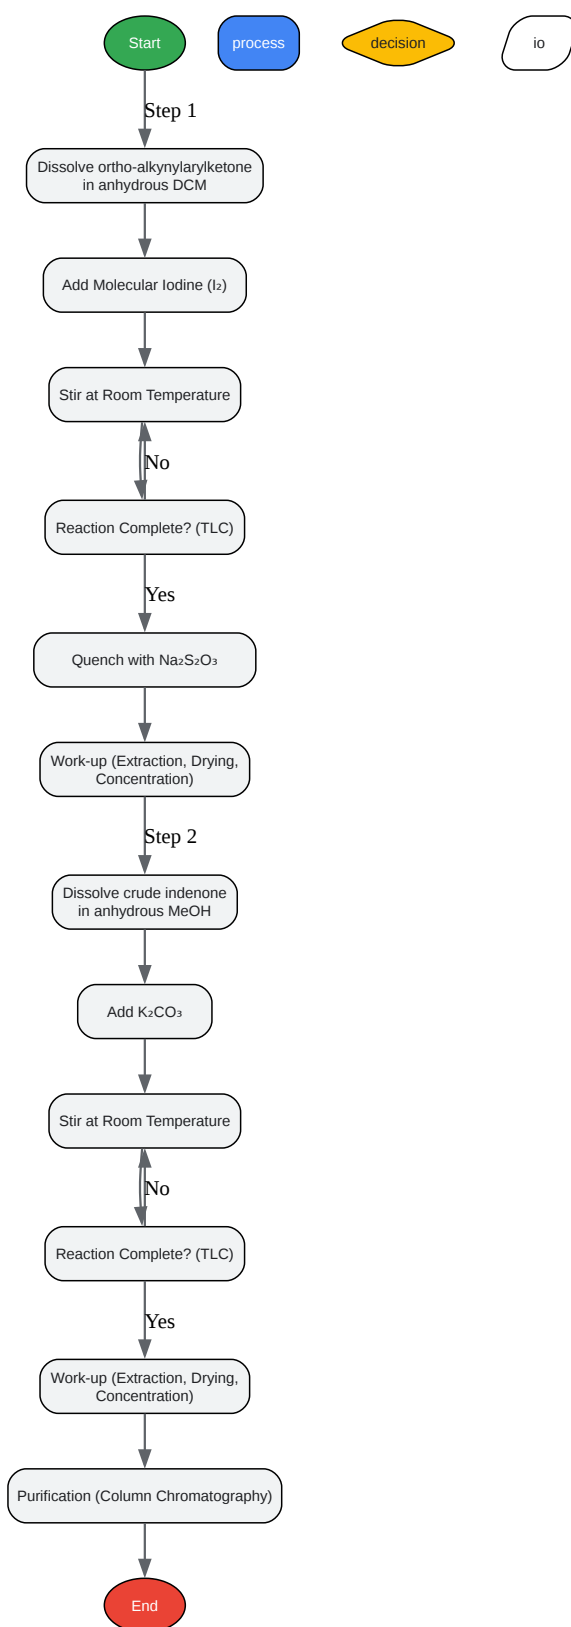 Start
process
decision
io
Step 1
Dissolve ortho-alkynylarylketone
in anhydrous DCM
Add Molecular Iodine (I₂)
Stir at Room Temperature
No
Reaction Complete? (TLC)
Yes
Quench with Na₂S₂O₃
Work-up (Extraction, Drying,
Concentration)
Step 2
Dissolve crude indenone
in anhydrous MeOH
Add K₂CO₃
Stir at Room Temperature
No
Reaction Complete? (TLC)
Yes
Work-up (Extraction, Drying,
Concentration)
Purification (Column Chromatography)
End